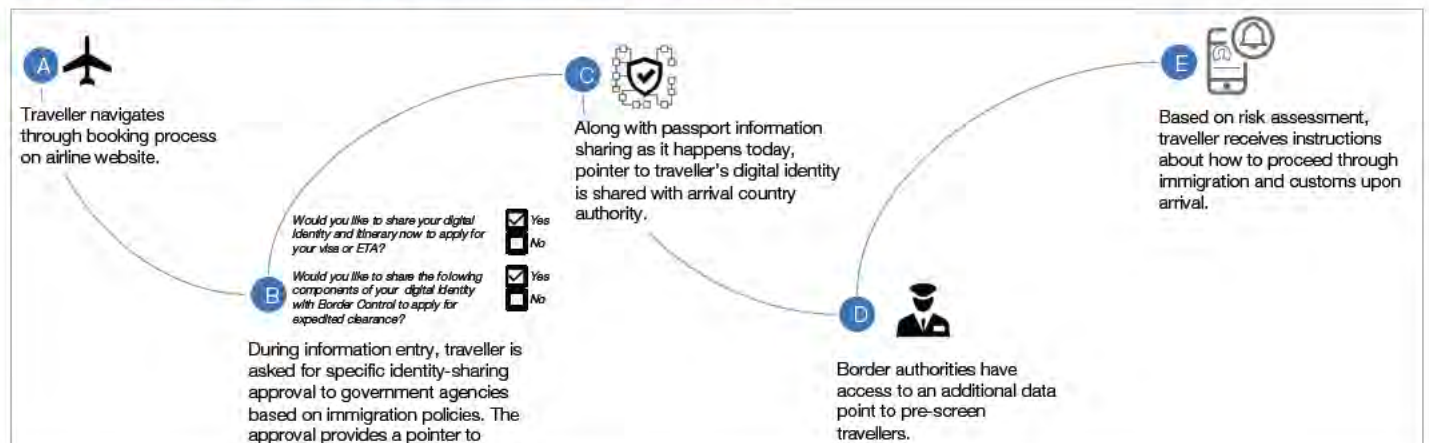 A
Traveller navigates
through booking process
on airline website.
Would you like to share your digital
identity and itinerary now to apply for
your visa or ETA?
Yes
No
Would you like to share the following
components of your digital identity
with Border Control to apply for
expedited clearance?
Yes
No
B
During information entry, traveller is
asked for specific identity-sharing
approval to government agencies
based on immigration policies. The
approval provides a pointer to
C
Along with passport information
sharing as it happens today,
pointer to traveller's digital identity
is shared with arrival country
authority.
D
Border authorities have
access to an additional data
point to pre-screen
travellers.
E
Based on risk assessment,
traveller receives instructions
about how to proceed through
immigration and customs upon
arrival.